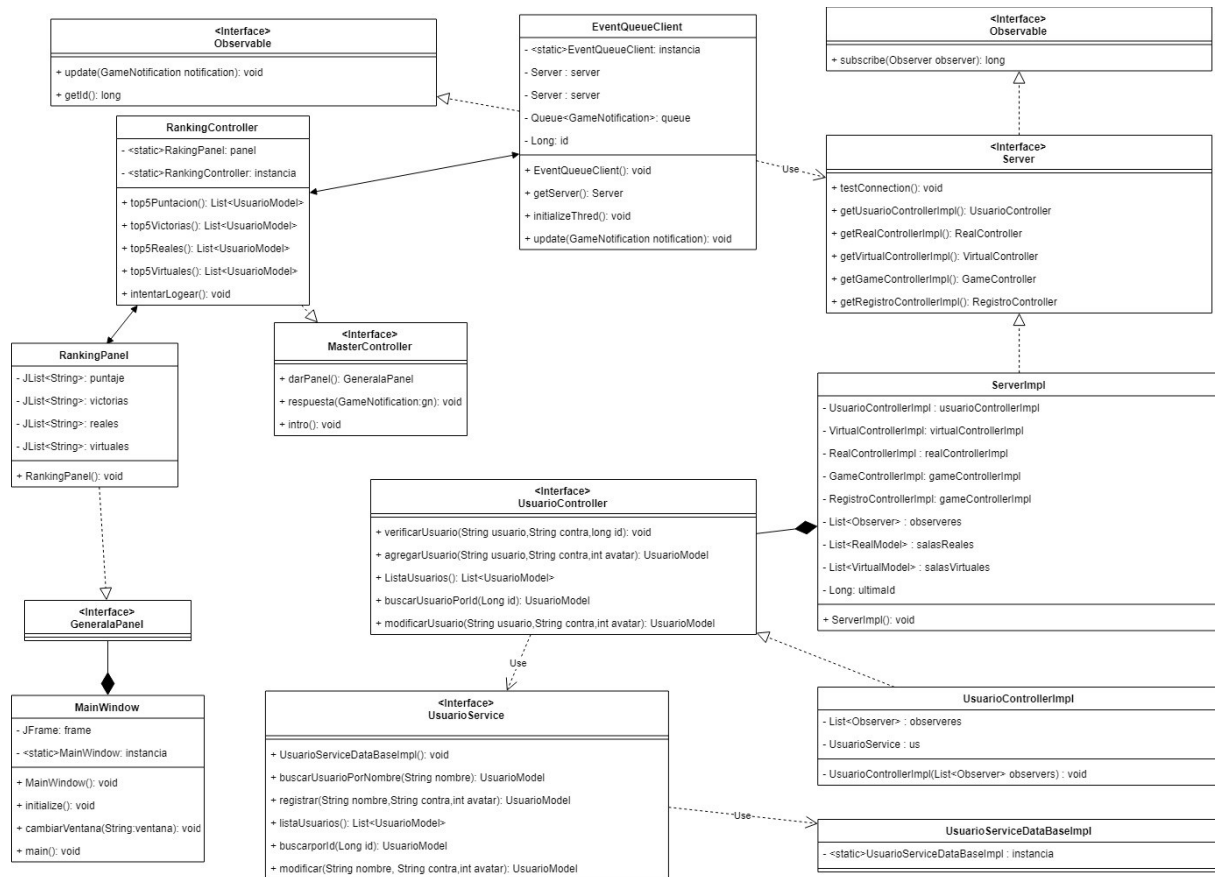 <Interface>
Observable
+ update(GameNotification notification): void
+ getId(): long
EventQueueClient
- <static>EventQueueClient: instancia
- Server : server
- Server : server
- Queue<GameNotification>: queue
- Long: id
+ EventQueueClient(): void
+ getServer(): Server
+ initializeThred(): void
+ update(GameNotification notification): void
<Interface>
Observable
+ subscribe(Observer observer): long
RankingController
- <static>RakingPanel: panel
- <static>RankingController: instancia
+ top5Puntacion(): List<UsuarioModel>
+ top5Victorias(): List<UsuarioModel>
+ top5Reales(): List<UsuarioModel>
+ top5Virtuales(): List<UsuarioModel>
+ intentarLogear(): void
Use
<Interface>
Server
+ testConnection(): void
+ getUsuarioControllerImpl(): UsuarioController
+ getRealControllerImpl(): RealController
+ getVirtualControllerImpl(): VirtualController
+ getGameControllerImpl(): GameController
+ getRegistroControllerImpl(): RegistroController
<Interface>
MasterController
+ darPanel(): GeneralaPanel
+ respuesta(GameNotification:gn): void
+ intro(): void
RankingPanel
- JList<String>: puntaje
- JList<String>: victorias
- JList<String>: reales
- JList<String>: virtuales
+ RankingPanel(): void
ServerImpl
- UsuarioControllerImpl : usuarioControllerImpl
- VirtualControllerImpl: virtualControllerImpl
- RealControllerImpl : realControllerImpl
- GameControllerImpl: gameControllerImpl
- RegistroControllerImpl: gameControllerImpl
- List<Observer> : observeres
- List<RealModel> : salasReales
- List<VirtualModel> : salasVirtuales
- Long: ultimaId
+ ServerImpl(): void
<Interface>
UsuarioController
+ verificarUsuario(String usuario,String contra,long id): void
+ agregarUsuario(String usuario,String contra,int avatar): UsuarioModel
+ ListaUsuarios(): List<UsuarioModel>
+ buscarUsuarioPorId(Long id): UsuarioModel
+ modificarUsuario(String usuario,String contra,int avatar): UsuarioModel
<Interface>
GeneralaPanel
Use
MainWindow
- JFrame: frame
- <static>MainWindow: instancia
+ MainWindow(): void
+ initialize(): void
+ cambiarVentana(String:ventana): void
+ main(): void
<Interface>
UsuarioService
+ UsuarioServiceDataBaseImpl(): void
+ buscarUsuarioPorNombre(String nombre): UsuarioModel
+ registrar(String nombre,String contra,int avatar): UsuarioModel
+ listaUsuarios(): List<UsuarioModel>
+ buscarporId(Long id): UsuarioModel
+ modificar(String nombre, String contra,int avatar): UsuarioModel
UsuarioControllerImpl
- List<Observer> : observeres
- UsuarioService : us
- UsuarioControllerImpl(List<Observer> observers) : void
Use
UsuarioServiceDataBaseImpl
- <static>UsuarioServiceDataBaseImpl : instancia